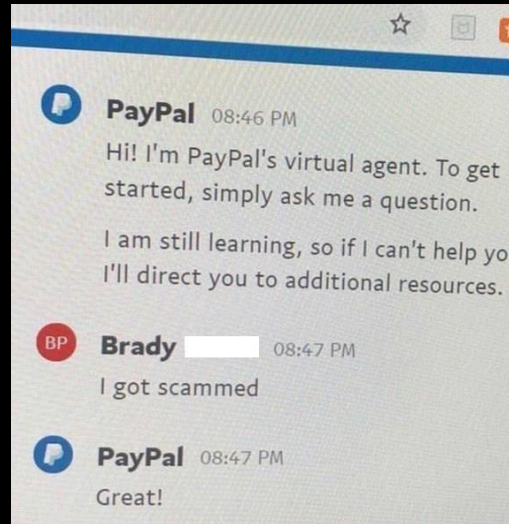 PayPal 08:46 PM
Hi! I'm PayPal's virtual agent. To get
started, simply ask me a question.
I am still learning, so if I can't help yo
I'll direct you to additional resources.
BP Brady 08:47 PM
I got scammed
PayPal 08:47 PM
Great!